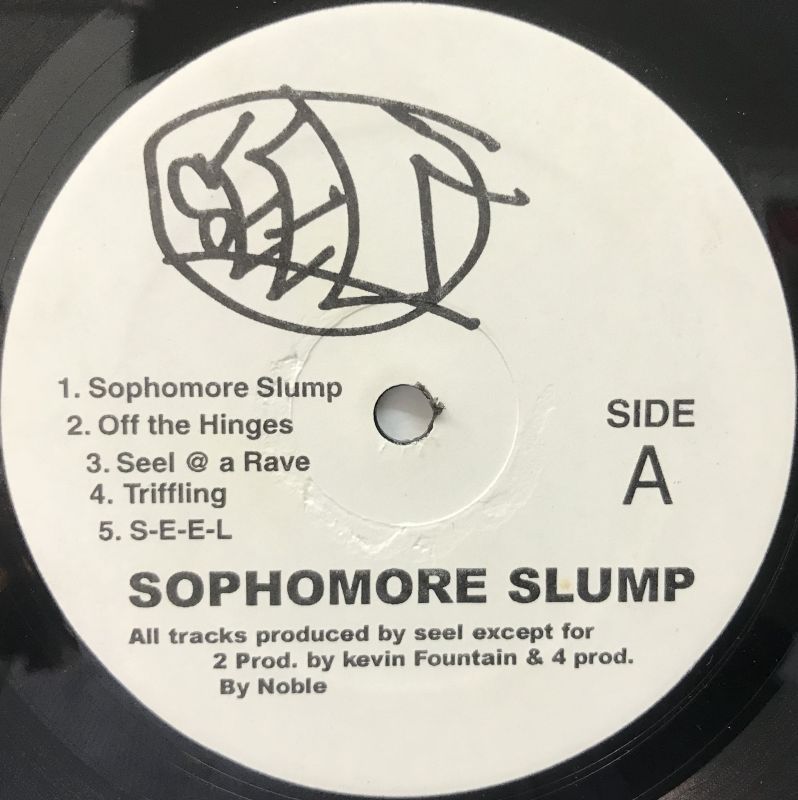 1. Sophomore Slump
2. Off the Hinges
3. Seel @ a Rave
4. Triffling
5. S-E-E-L
SIDE
A
SOPHOMORE SLUMP
All tracks produced by seel except for
2 Prod. by kevin Fountain & 4 prod.
By Noble